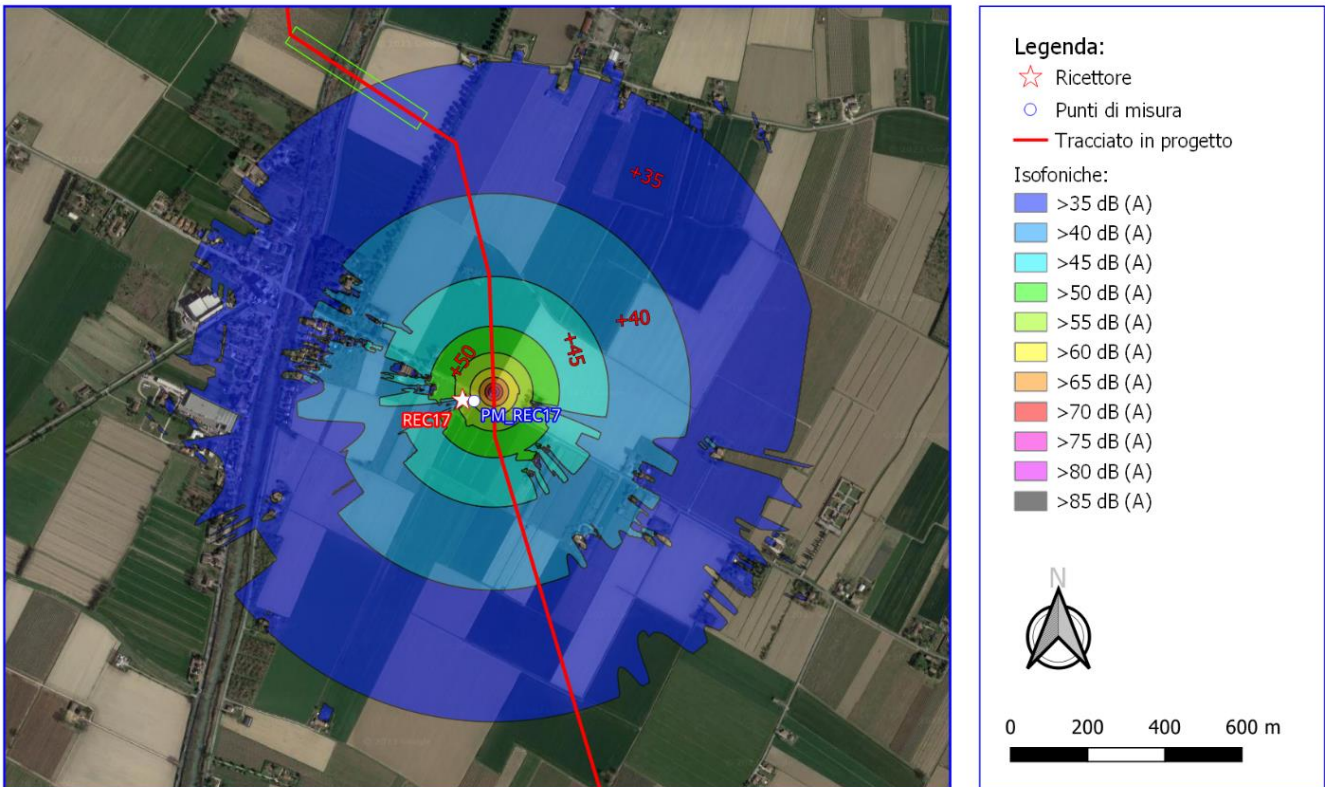 +35
+40
+45
+50
REC17
PM_REC17
Legenda:
Ricettore
Punti di misura
Tracciato in progetto
Isofoniche:
>35 dB (A)
>40 dB (A)
>45 dB (A)
>50 dB (A)
>55 dB (A)
>60 dB (A)
>65 dB (A)
>70 dB (A)
>75 dB (A)
>80 dB (A)
>85 dB (A)
N
0 200 400 600 m